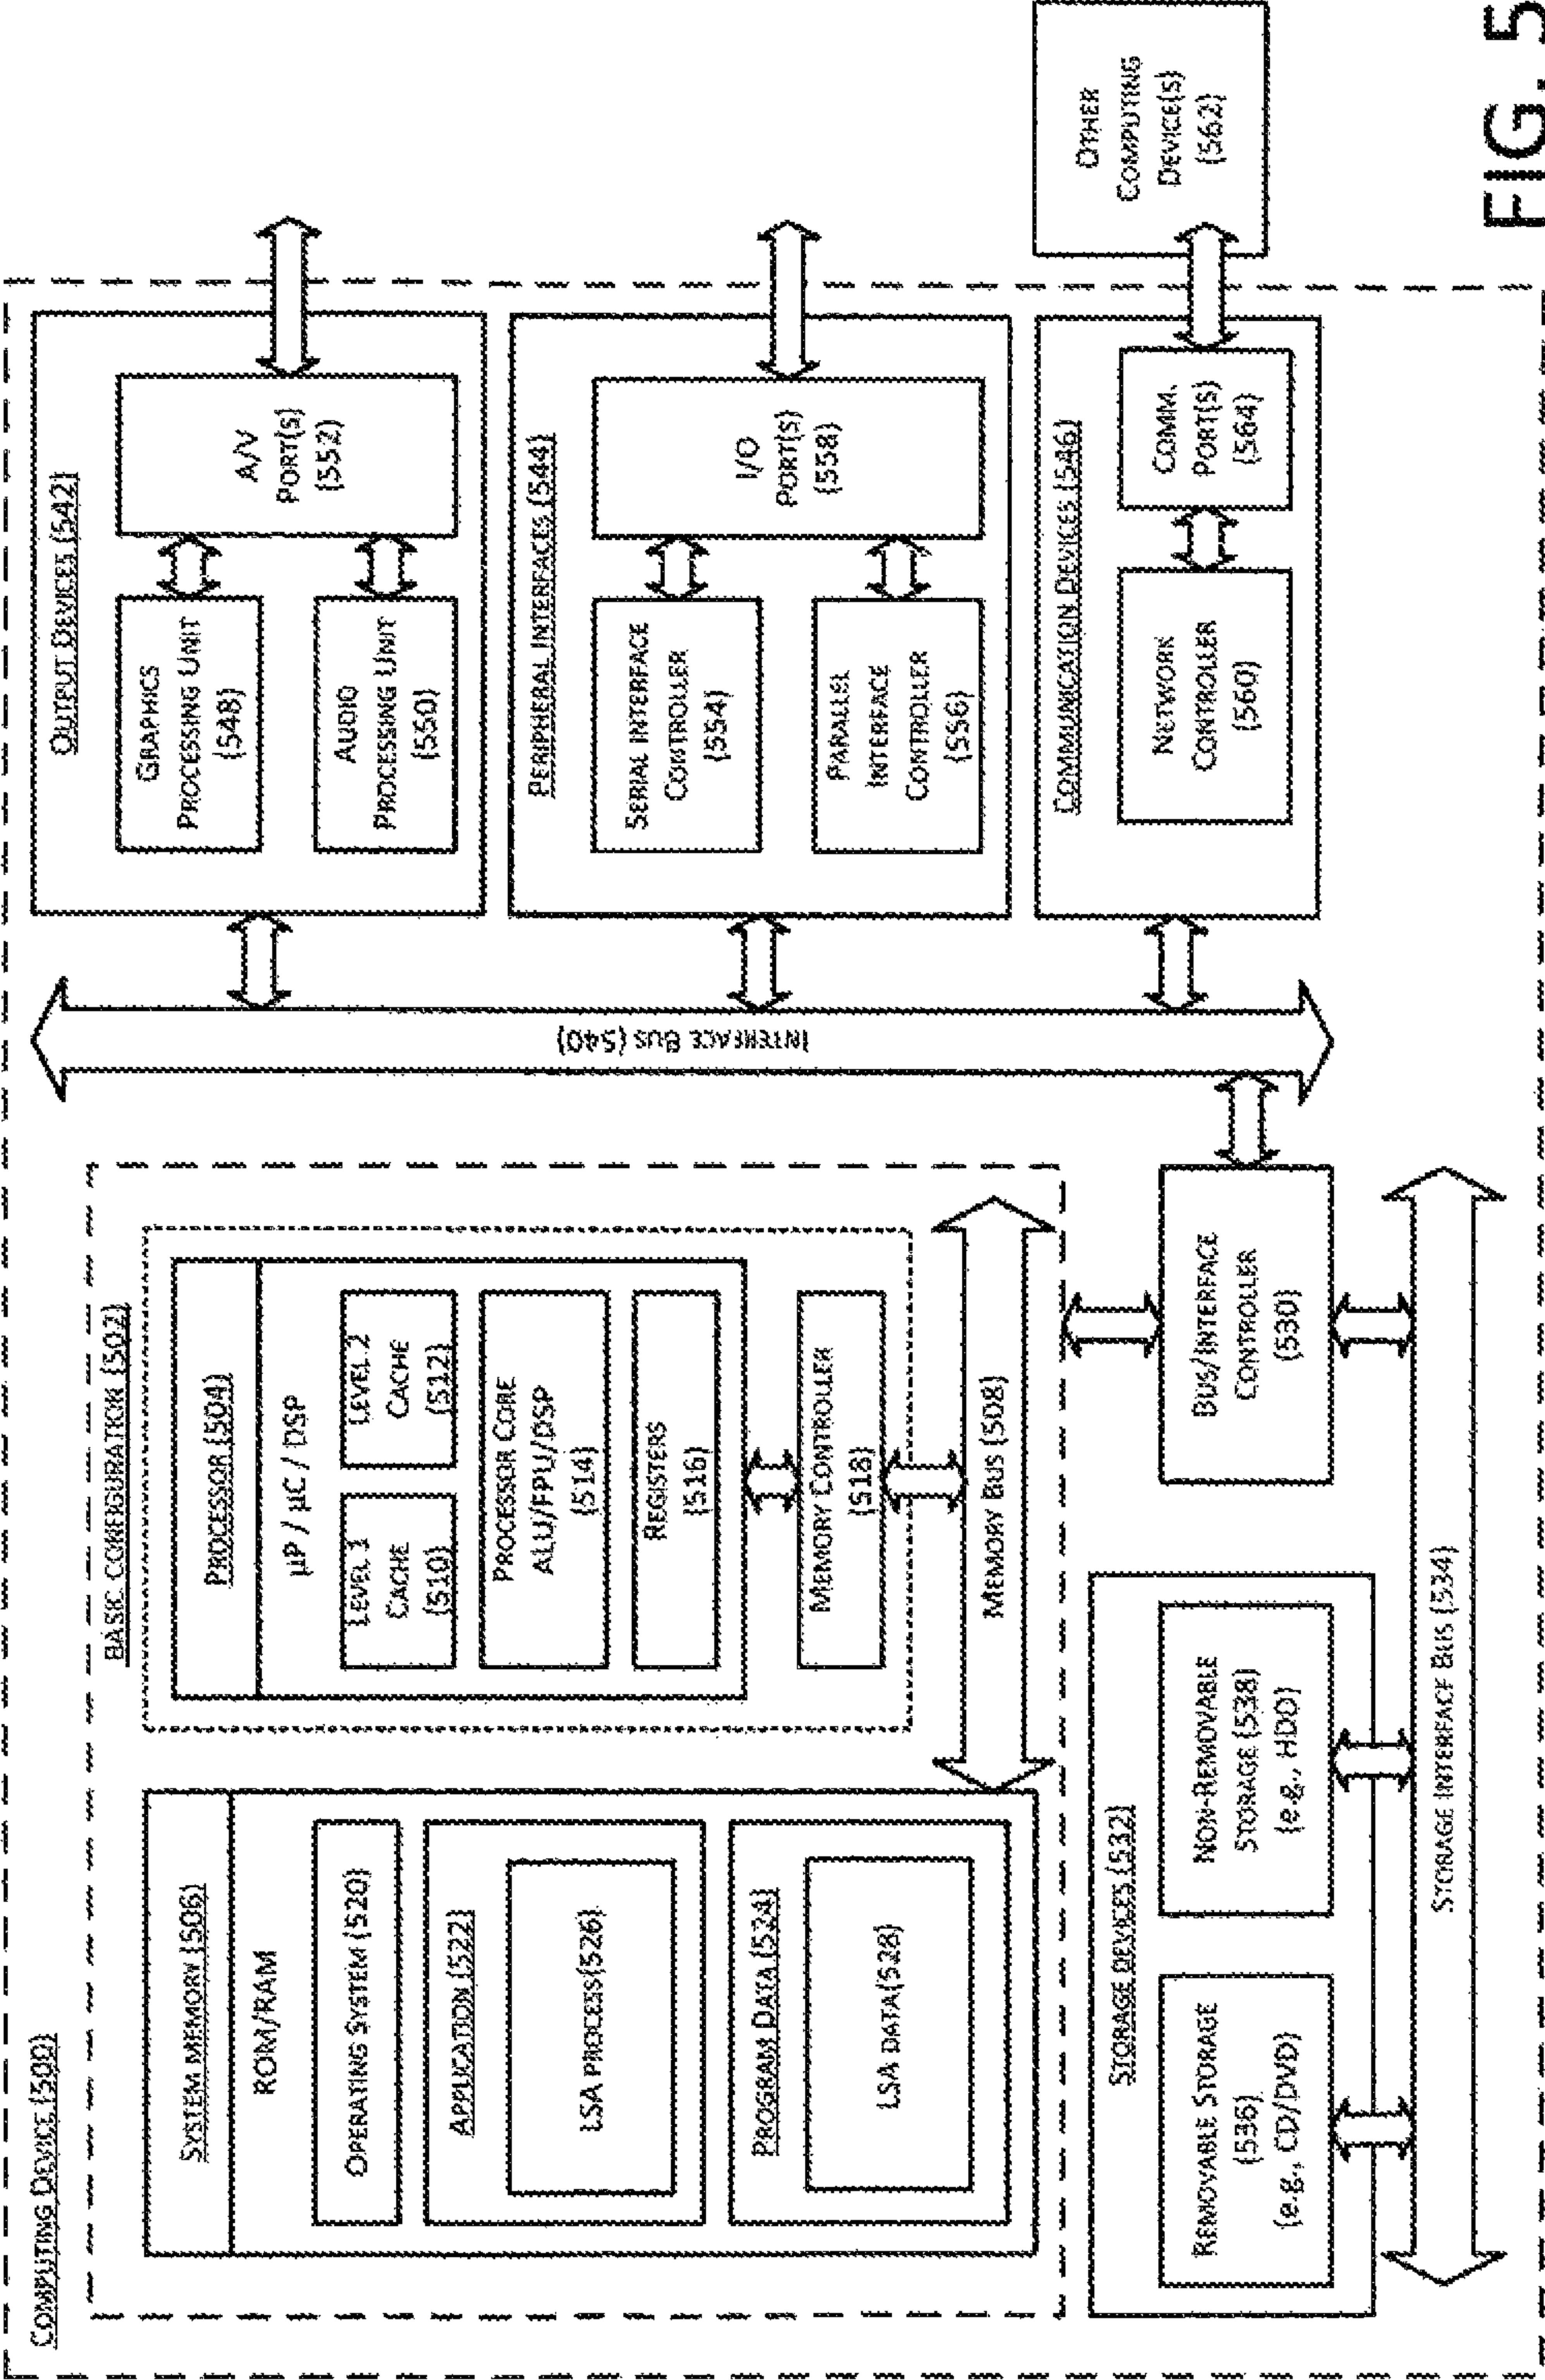 COMPUTING DEVICE (500)
BASIC CONFIGURATION (502)
SYSTEM MEMORY (506)
ROM/RAM
OPERATING SYSTEM (520)
APPLICATION (522)
LSA PROCESS(526)
PROGRAM DATA (524)
LSA DATA(528)
PROCESSOR (504)
µP / µC / DSP
LEVEL 1
CACHE
(510)
LEVEL 2
CACHE
(512)
PROCESSOR CORE
ALU/FPU/DSP
(514)
REGISTERS
(516)
MEMORY CONTROLLER
(518)
MEMORY BUS (508)
STORAGE DEVICES (532)
REMOVABLE STORAGE
(536)
(e.g., CD/DVD)
NON-REMOVABLE
STORAGE (538)
(e.g., HDD)
STORAGE INTERFACE BUS (534)
BUS/INTERFACE
CONTROLLER
(530)
INTERFACE BUS (540)
OUTPUT DEVICES (542)
GRAPHICS
PROCESSING UNIT
(548)
AUDIO
PROCESSING UNIT
(550)
A/V
PORT(S)
(552)
PERIPHERAL INTERFACES (544)
SERIAL INTERFACE
CONTROLLER
(554)
PARALLEL
INTERFACE
CONTROLLER
(556)
I/O
PORT(S)
(558)
COMMUNICATION DEVICES (546)
NETWORK
CONTROLLER
(560)
COMM.
PORT(S)
(564)
OTHER
COMPUTING
DEVICE(S)
(562)
FIG. 5